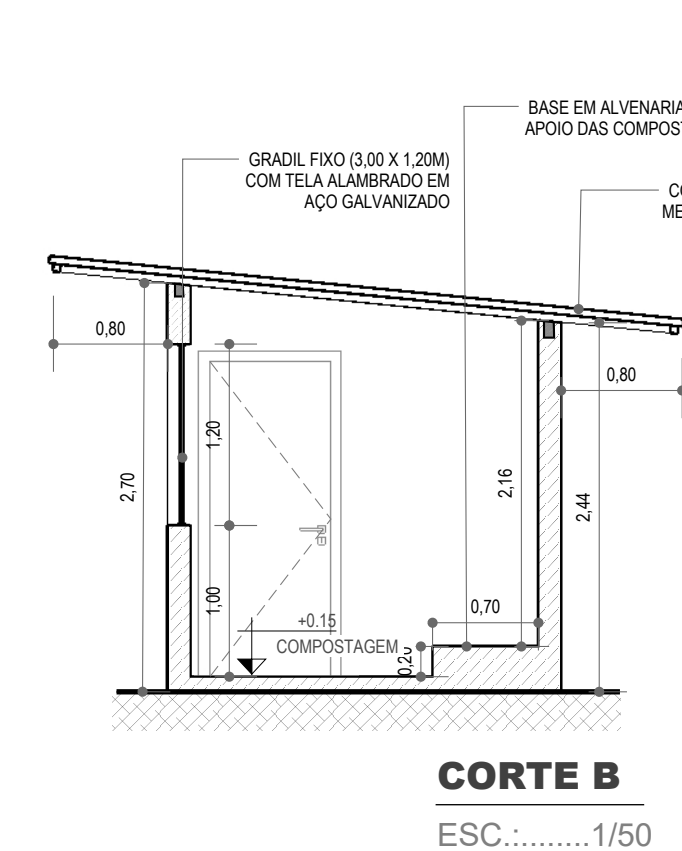 BASE EM ALVENARIA
APOIO DAS
GRADIL FIXO (3,00 X 1,20M)
COM TELA ALAMBRADO EM
AÇO GALVANIZADO
0,80
0,80
1,20
2,70
2,16
2,44
1,00
0,70
+0.15
COMPOSTAGEM
0,20
CORTE B
ESC.:........1/50